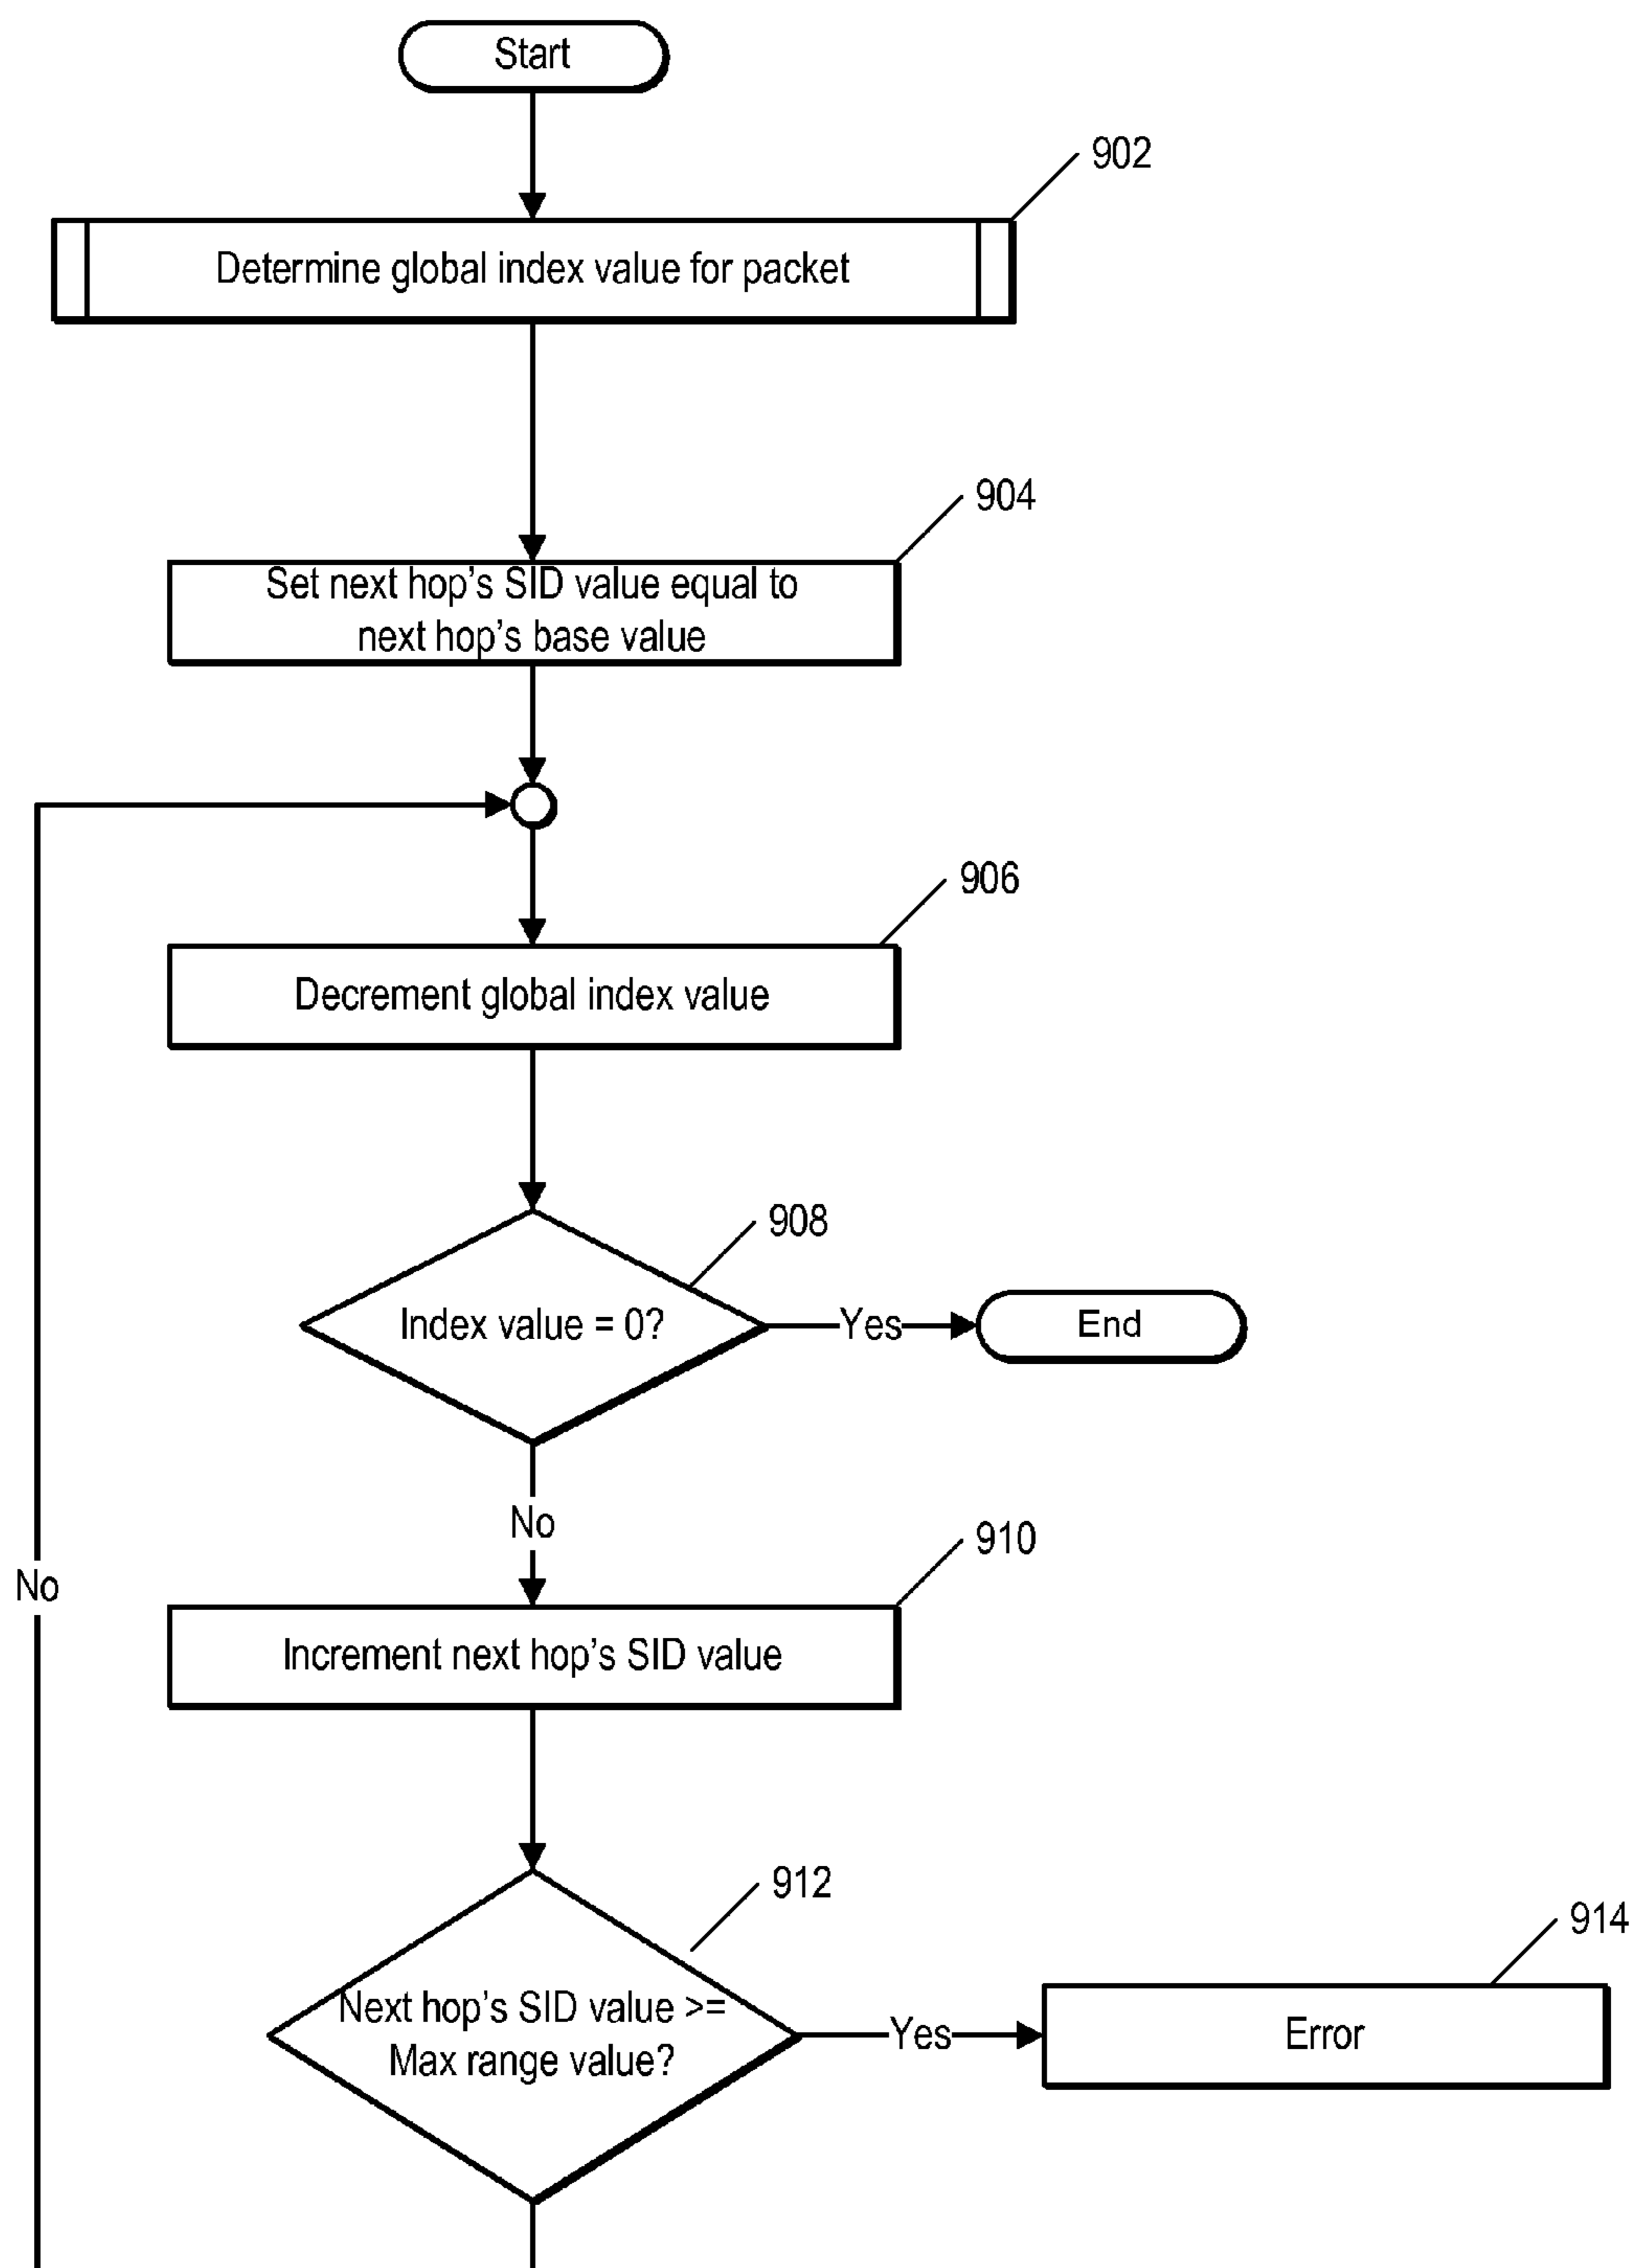 Start
902
Determine global index value for packet
904
Set next hop's SID value equal to
next hop's base value
906
Decrement global index value
908
Index value = 0?
Yes
End
No
910
No
Increment next hop's SID value
912
914
Next hop's SID value >=
Max range value?
Yes
Error